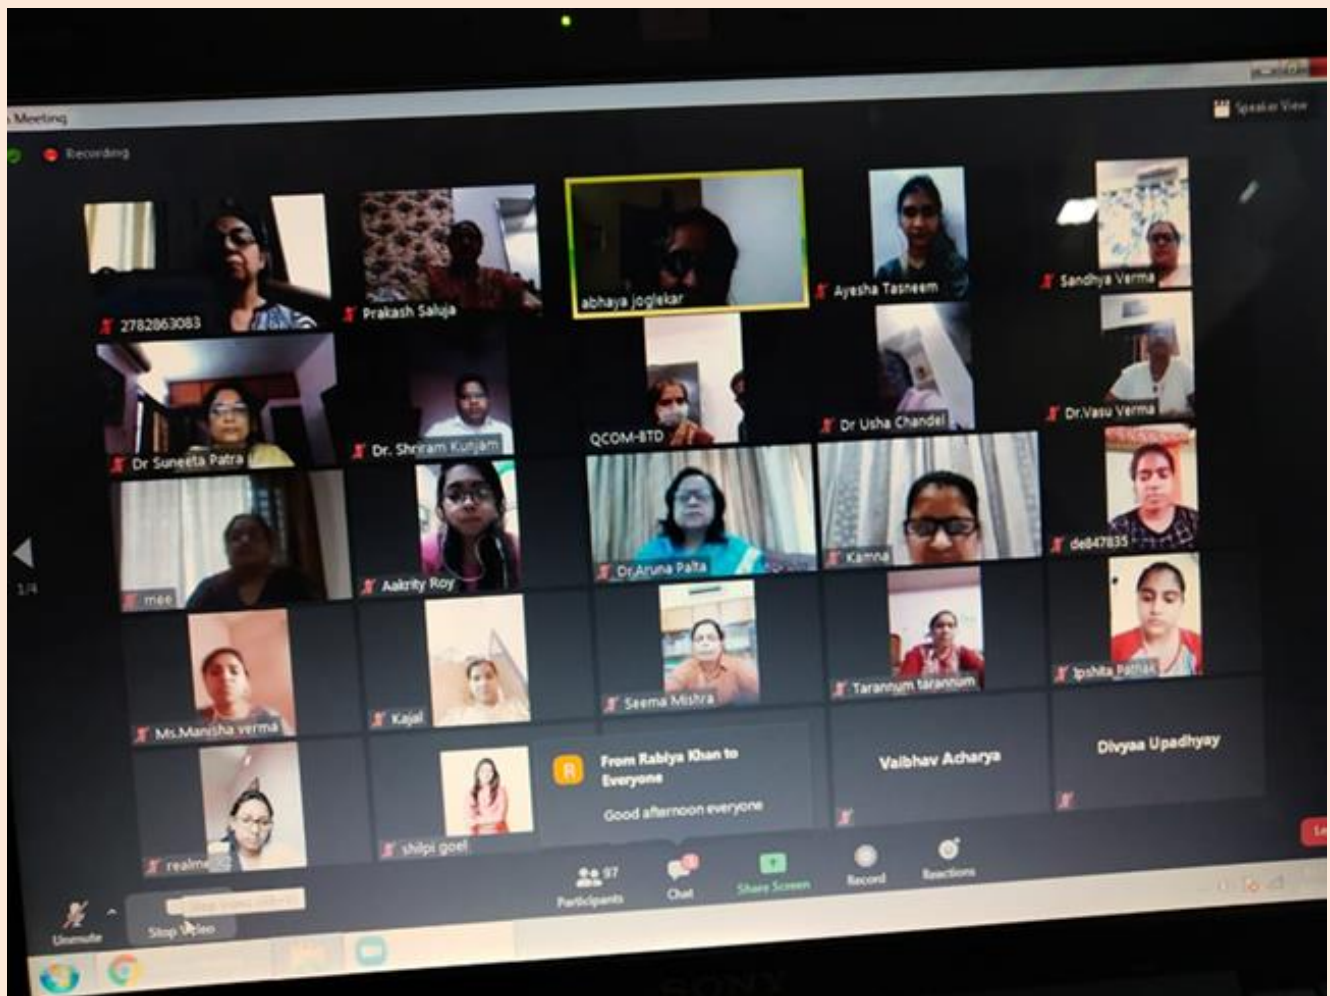 Meeting
Speaker View
Recording
2782863083
Prakash Saluja
abhaya joglekar
Ayesha Tasneem
Sandhya Verma
Dr Suneeta Patra
Dr. Shriram Kunjam
QCOM-BTD
Dr Usha Chandel
Dr.Vasu Verma
mee
Aakrity Roy
Dr.Aruna Palta
Kamna
de847835
1/4
Ms.Manisha verma
Kajal
Seema Mishra
Tarannum tarannum
Ipshita Pathak
realme
shilpi goel
R
From Rabiya Khan to
Everyone
Good afternoon everyone
Vaibhav Acharya
Divyaa Upadhyay
Unmute
Stop Video
97
Participants
Chat
Share Screen
Record
Reactions
SONY